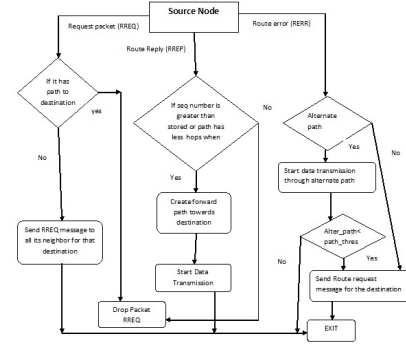 Source Node
Request packet (RREQ)
Route Reply (RREP)
Route error (RERR)
If it has
path to
destination
yes
No
Send RREQ message to
all its neighbor for that
destination
If seq number is
greater than
stored or path has
less hops when
No
Yes
Create forward
path towards
destination
Start Data
Transmission
Drop Packet
RREQ
Alternate
path
Yes
No
Start data transmission
through alternate path
Alter_path<
path_thres
No
Yes
Send Route request
message for the destination
EXIT